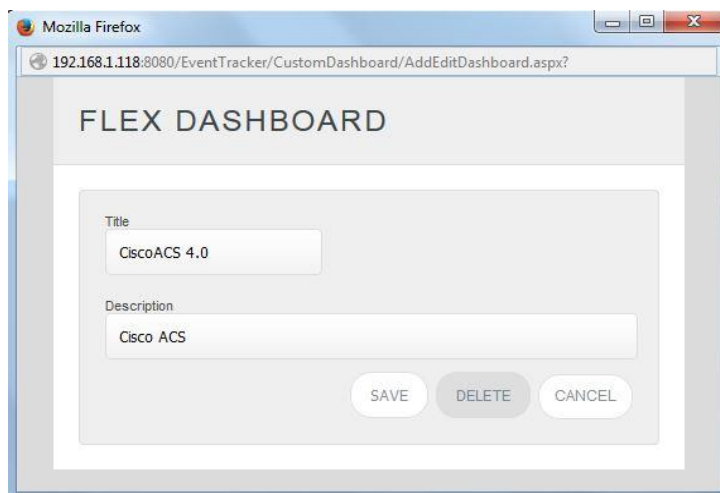 Mozilla Firefox
192.168.1.118:8080/EventTracker/CustomDashboard/AddEditDashboard.aspx?
FLEX DASHBOARD
Title
CiscoACS 4.0
Description
Cisco ACS
SAVE DELETE CANCEL